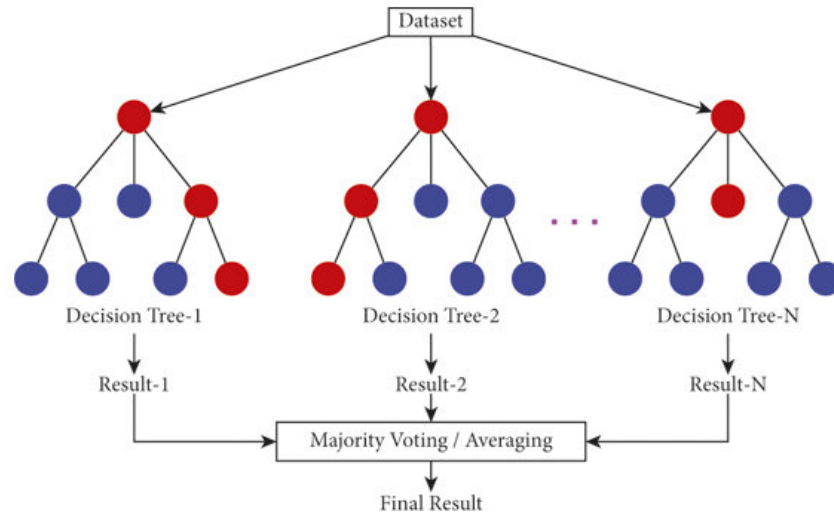 Dataset
Decision Tree-1
Decision Tree-2
Decision Tree-N
Result-1
Result-2
Result-N
Majority Voting / Averaging
Final Result